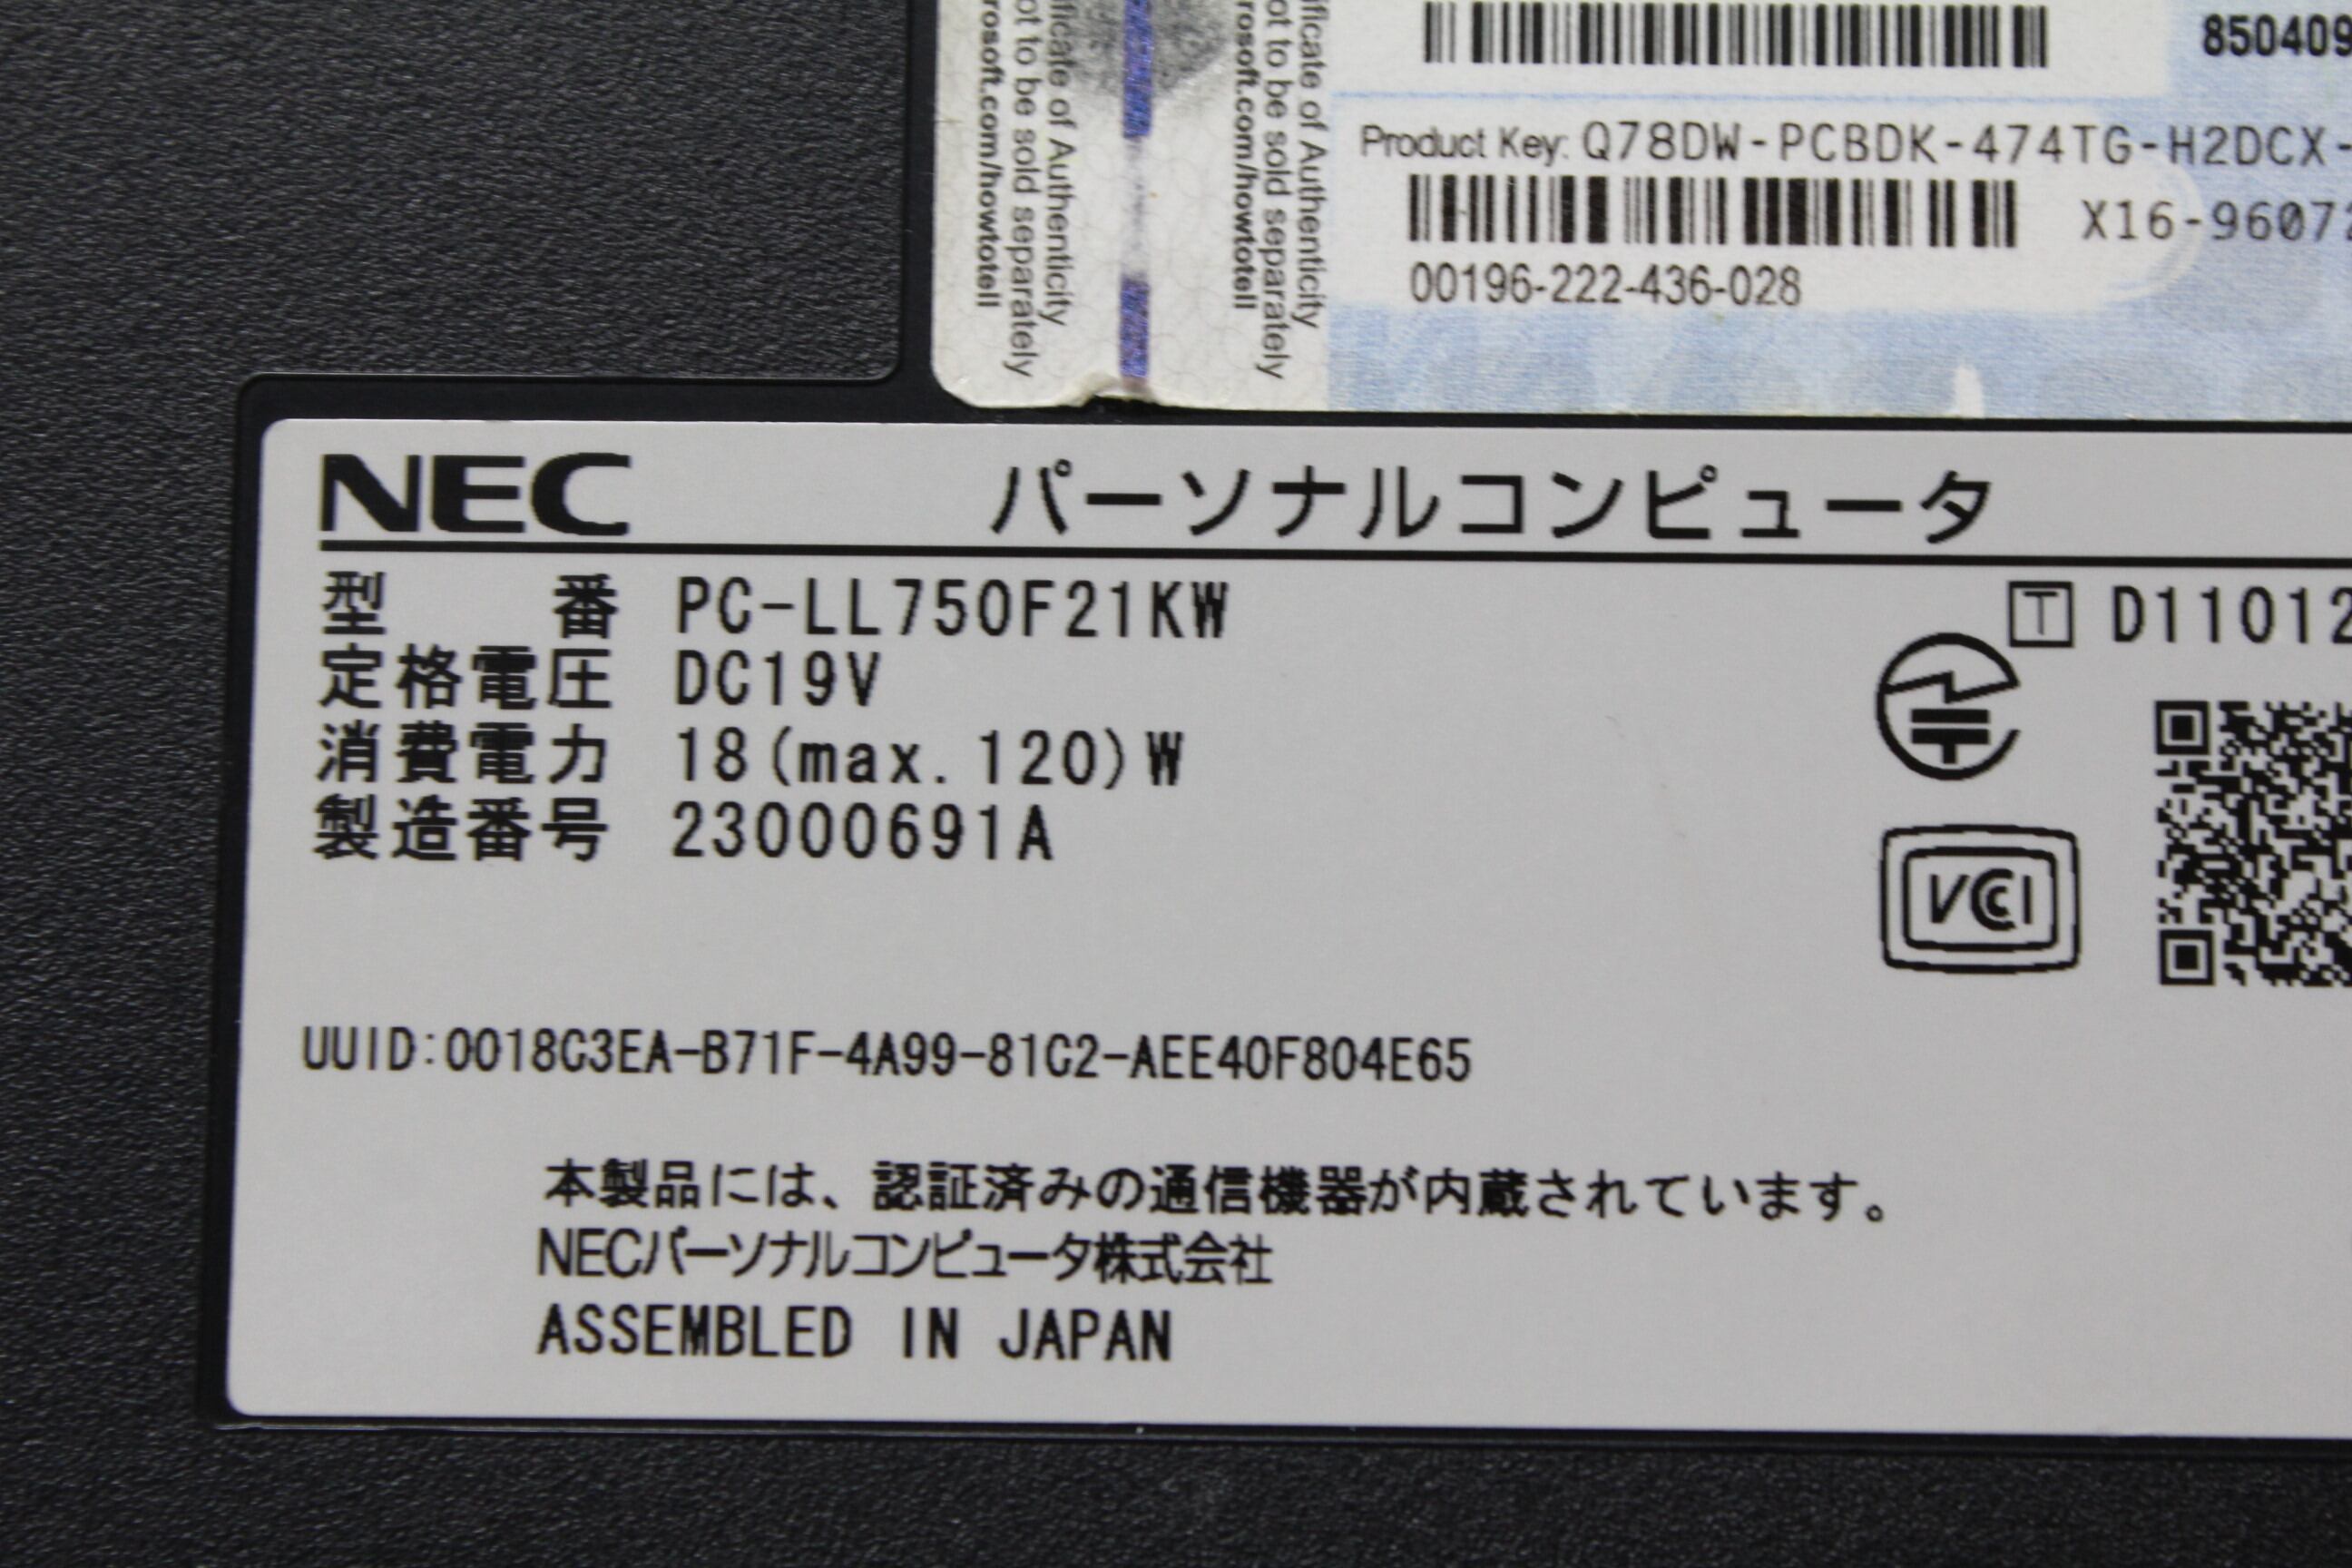 850409
Product Key: Q78DW-PCBDK-474TG-H2DCX-
X16-96072
00196-222-436-028
ificate of Authenticity
ot to be sold separately
rosoft.com/howtotell
ificate of Authenticity
ot to be sold separately
rosoft.com/howtotell
NEC パーソナルコンピュータ
型 番 PC-LL750F21KW
T D11012
定格電圧 DC19V
消費電力 18(max.120)W
製造番号 23000691A
VCCI
UUID:0018C3EA-B71F-4A99-81C2-AEE40F804E65
本製品には、認証済みの通信機器が内蔵されています。
NECパーソナルコンピュータ株式会社
ASSEMBLED IN JAPAN